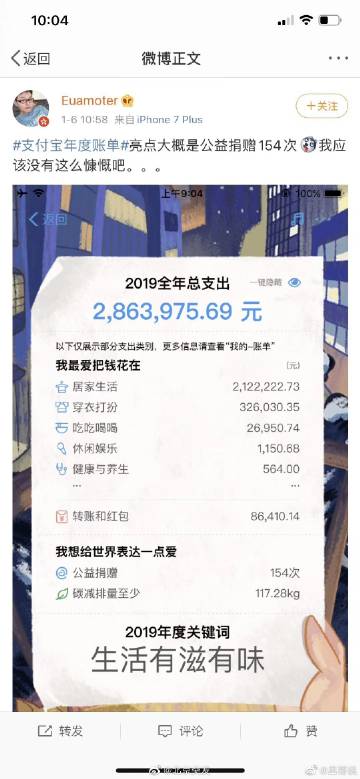 10:04
返回
微博正文
Euamoter
1-6 10:58 来自 iPhone 7 Plus
+关注
#支付宝年度账单#亮点大概是公益捐赠154次 我应
该没有这么慷慨吧。。。
上午9:04
100%
返回
2019全年总支出
一键隐藏
2,863,975.69 元
以下仅展示部分支出类别，更多信息请查看“我的-账单”
我最爱把钱花在
(元)
居家生活 2,122,222.73
穿衣打扮 326,030.35
吃吃喝喝 26,950.74
休闲娱乐 1,150.68
健康与养生 564.00
... ...
转账和红包 86,410.14
我想给世界表达一点爱
公益捐赠 154次
碳减排量至少 117.28kg
2019年度关键词
生活有滋有味
转发
评论
赞